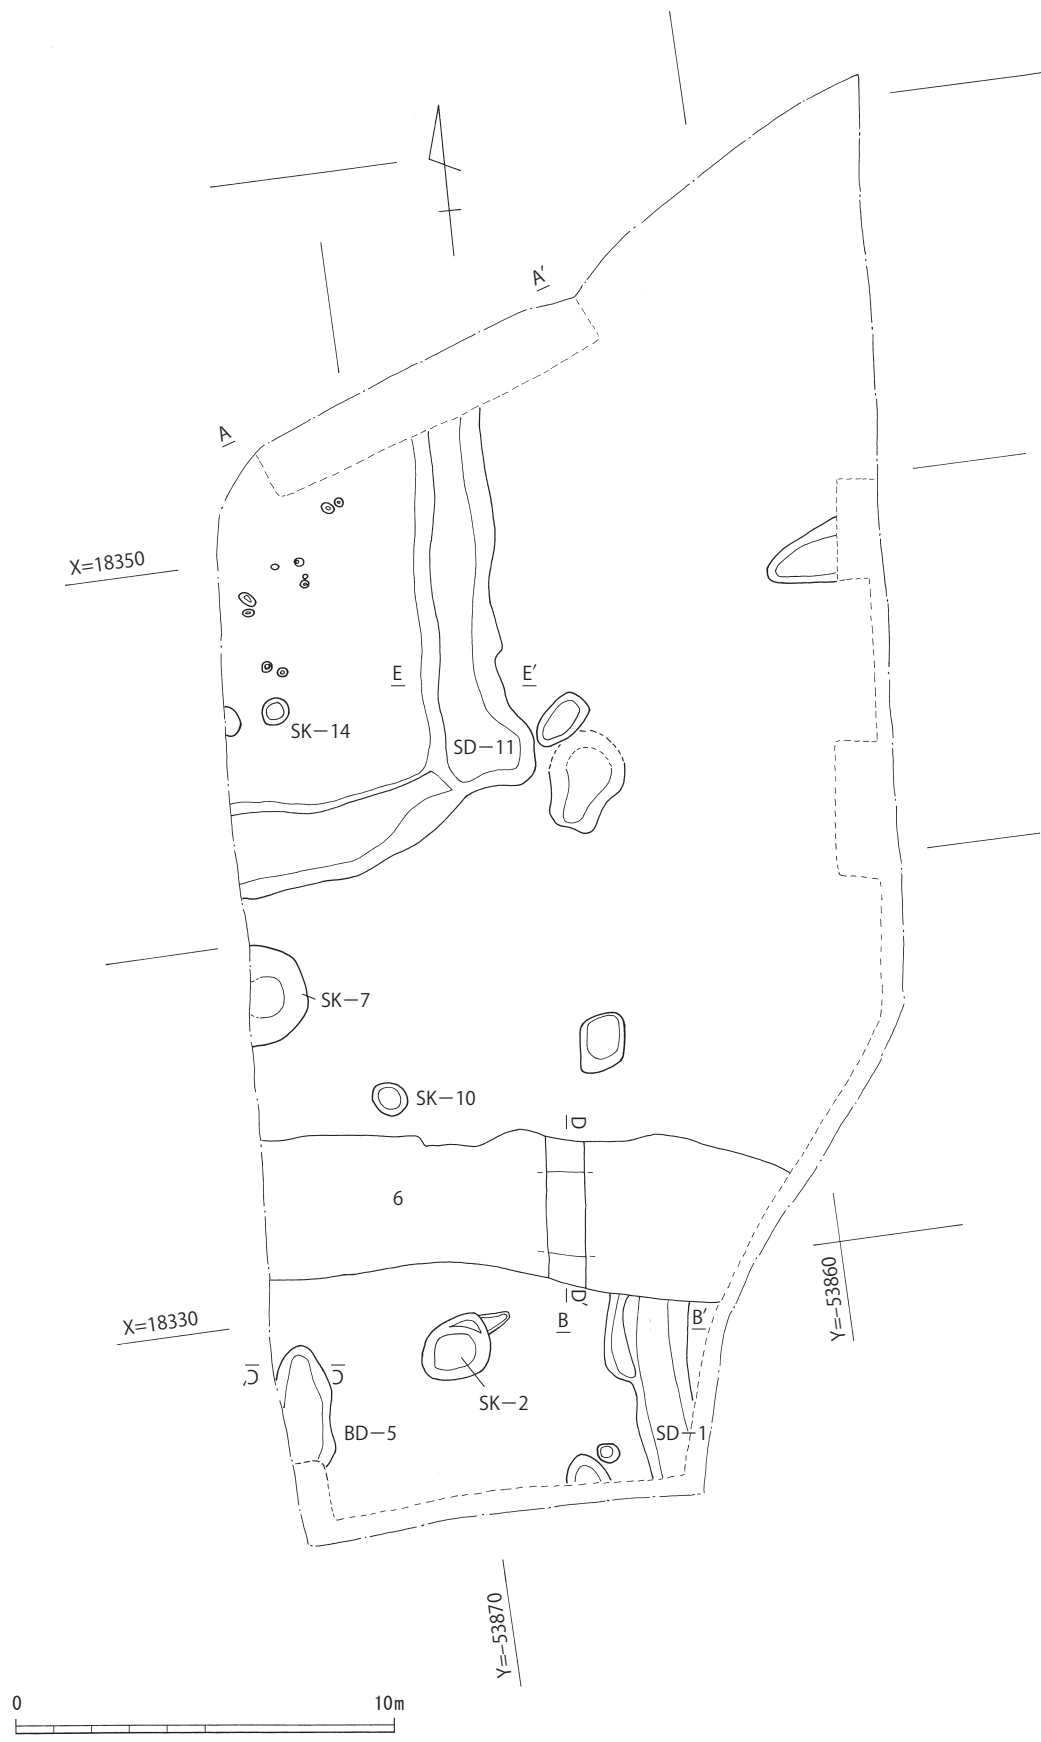 A'
A
X=18350
E
E'
SK-14
SD-11
SK-7
SK-10
D
6
Y=-53860
D'
B
B'
X=18330
C'
C
SK-2
BD-5
SD-1
Y=-53870
0
10m